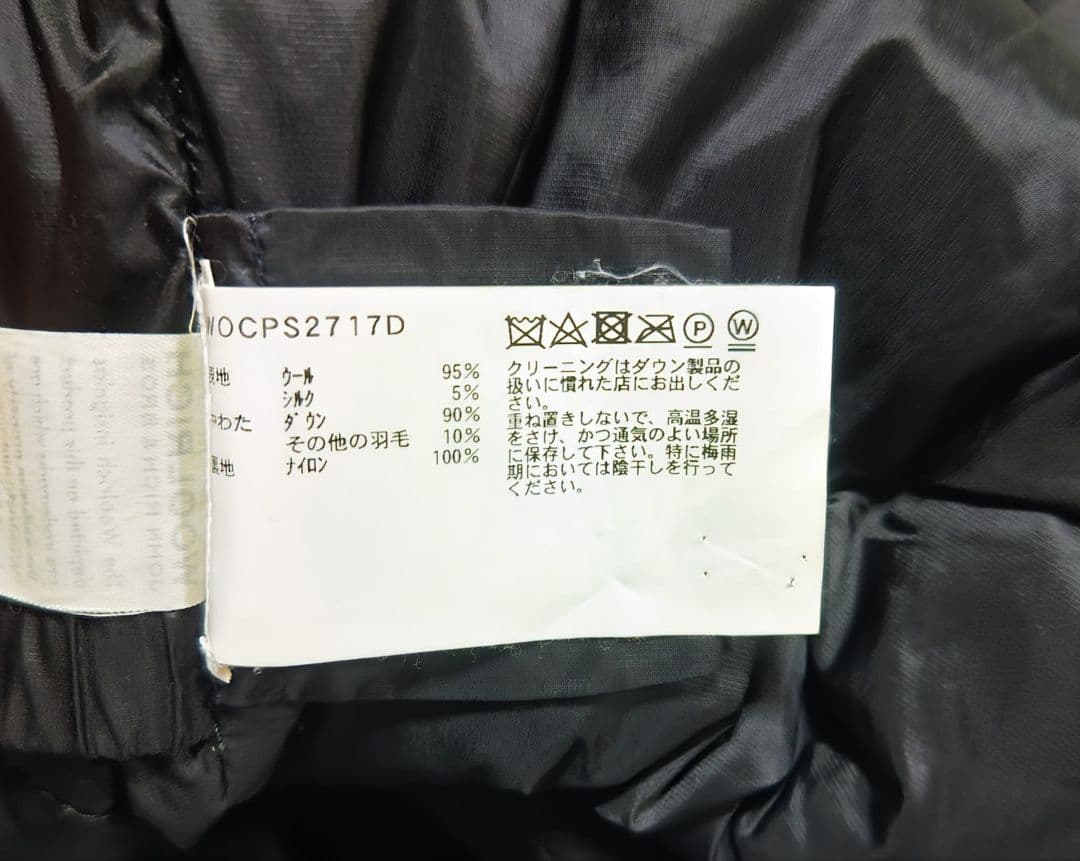 WOCPS2717D
表地 ウール 95%
シルク 5%
中わた ダウン 90%
その他の羽毛 10%
裏地 ナイロン 100%
P W
クリーニングはダウン製品の
扱いに慣れた店にお出しくだ
さい。
重ね置きしないで、高温多湿
をさけ、かつ通気のよい場所
に保存して下さい。特に梅雨
期においては陰干しを行って
ください。